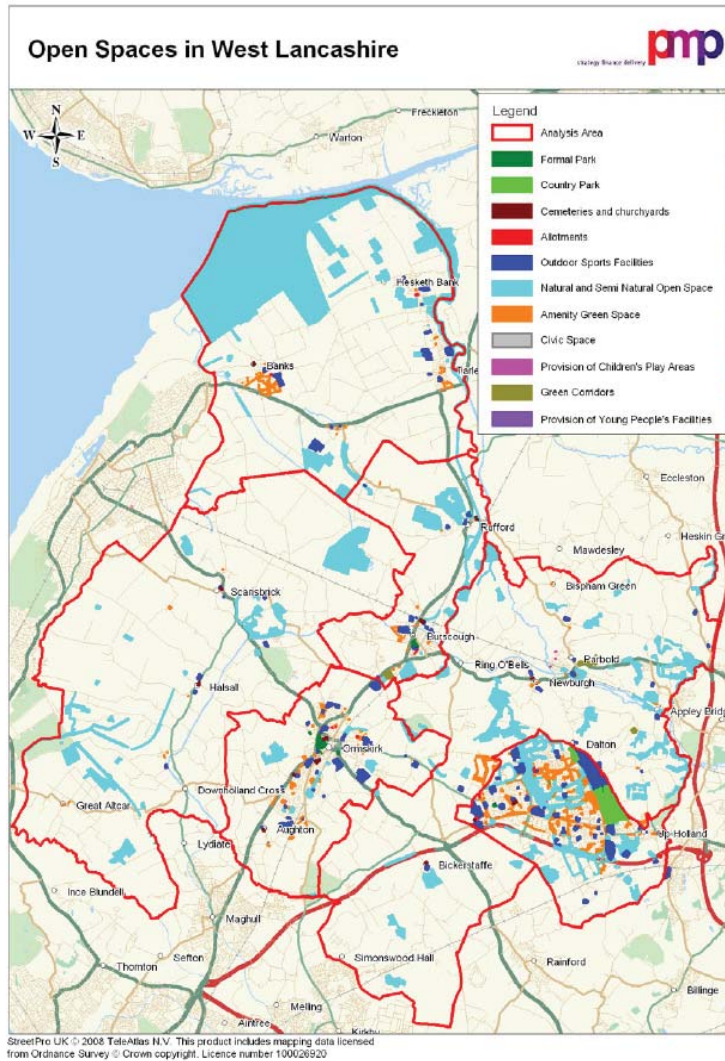 Open Spaces in West Lancashire
pmp
strategy finance delivery
N
W E
S
Freckleton
Warton
Legend
Analysis Area
Formal Park
Country Park
Cemeteries and churchyards
Allotments
Outdoor Sports Facilities
Natural and Semi Natural Open Space
Amenity Green Space
Civic Space
Provision of Children's Play Areas
Green Corridors
Provision of Young People's Facilities
Hesketh Bank
Banks
Tarle
Eccleston
Rufford
Mawdesley
Heskin Gr
Bispham Green
Scarisbrick
Burscough
Ring O'Bells
Parbold
Halsall
Newburgh
Appley Bridg
Ormskirk
Dalton
Great Altcar
Downholland Cross
Aughton
Up Holland
Lydiate
Bickerstaffe
Ince Blundell
Maghull
Sefton
Simonswood Hall
Rainford
Thornton
Melling
Billinge
Aintree
Kirkby
StreetPro UK © 2008 TeleAtlas N.V. This product includes mapping data licensed
from Ordnance Survey © Crown copyright. Licence number 100026920